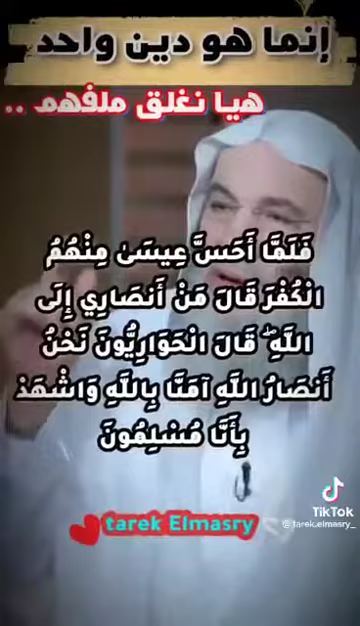 إنما هو دين واحد
هيا نغلق ملفهم ..
فَلَمَّا أَحَسَّ عِيسَىٰ مِنْهُمُ
الْكُفْرَ قَالَ مَنْ أَنصَارِي إِلَى
اللَّهِ ۖ قَالَ الْحَوَارِيُّونَ نَحْنُ
أَنصَارُ اللَّهِ آمَنَّا بِاللَّهِ وَاشْهَدْ
بِأَنَّا مُسْلِمُونَ
tarek Elmasry
TikTok
@tarek.elmasry_